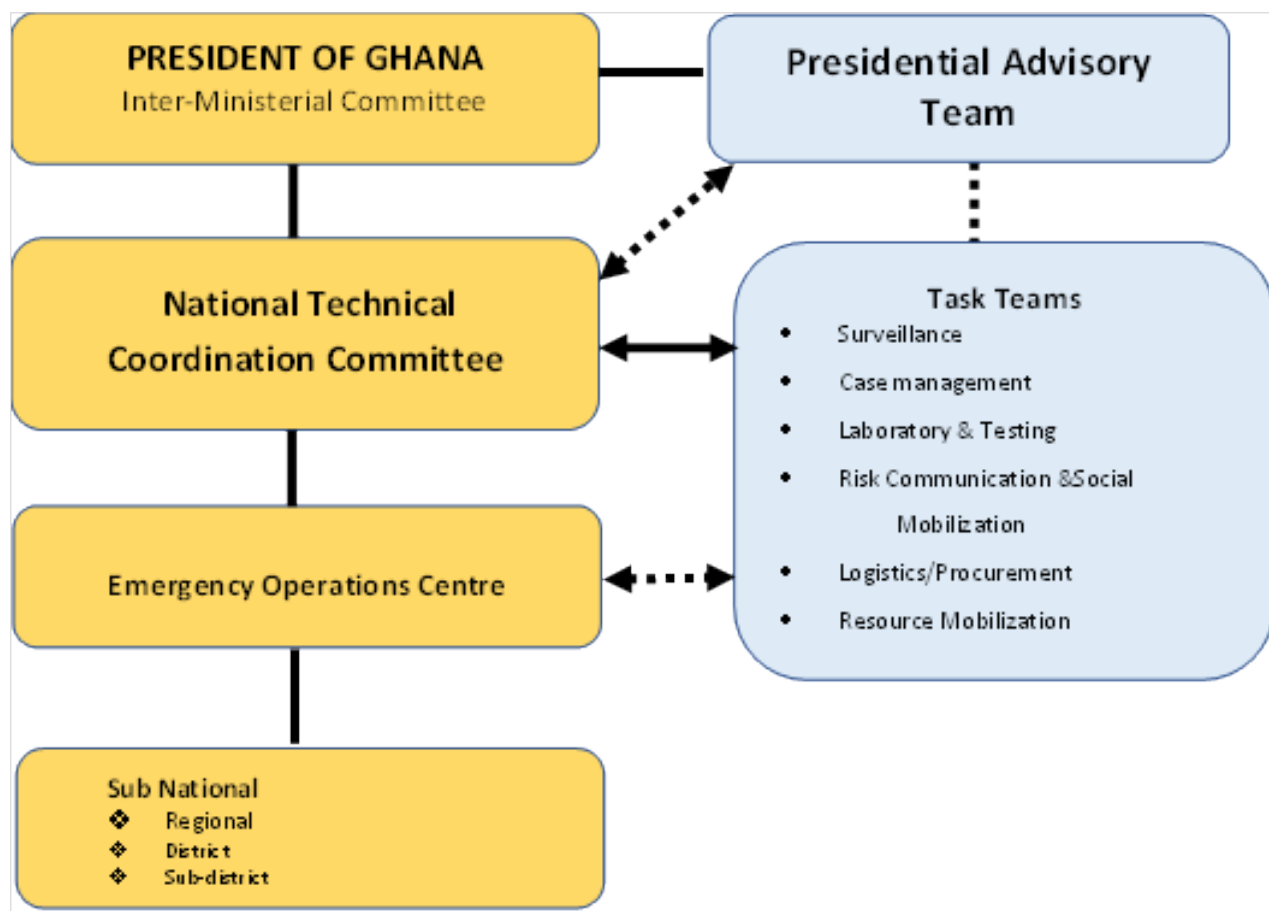 PRESIDENT OF GHANA
Inter-Ministerial Committee
Presidential Advisory
Team
National Technical
Coordination Committee
Task Teams
• Surveillance
• Case management
• Laboratory & Testing
• Risk Communication &Social
Mobilization
• Logistics/Procurement
• Resource Mobilization
Emergency Operations Centre
Sub National
❖ Regional
❖ District
❖ Sub-district